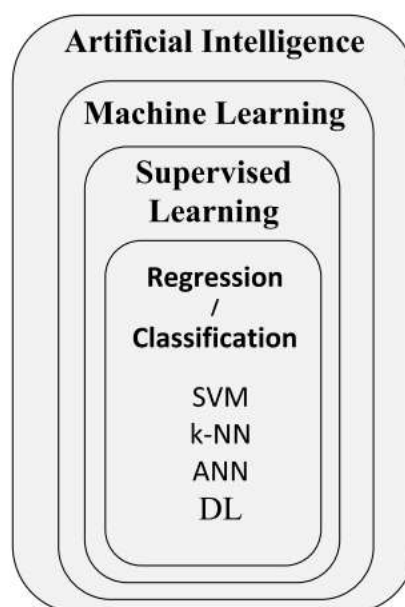 Artificial Intelligence
Machine Learning
Supervised
Learning
Regression
/
Classification
SVM
k-NN
ANN
DL